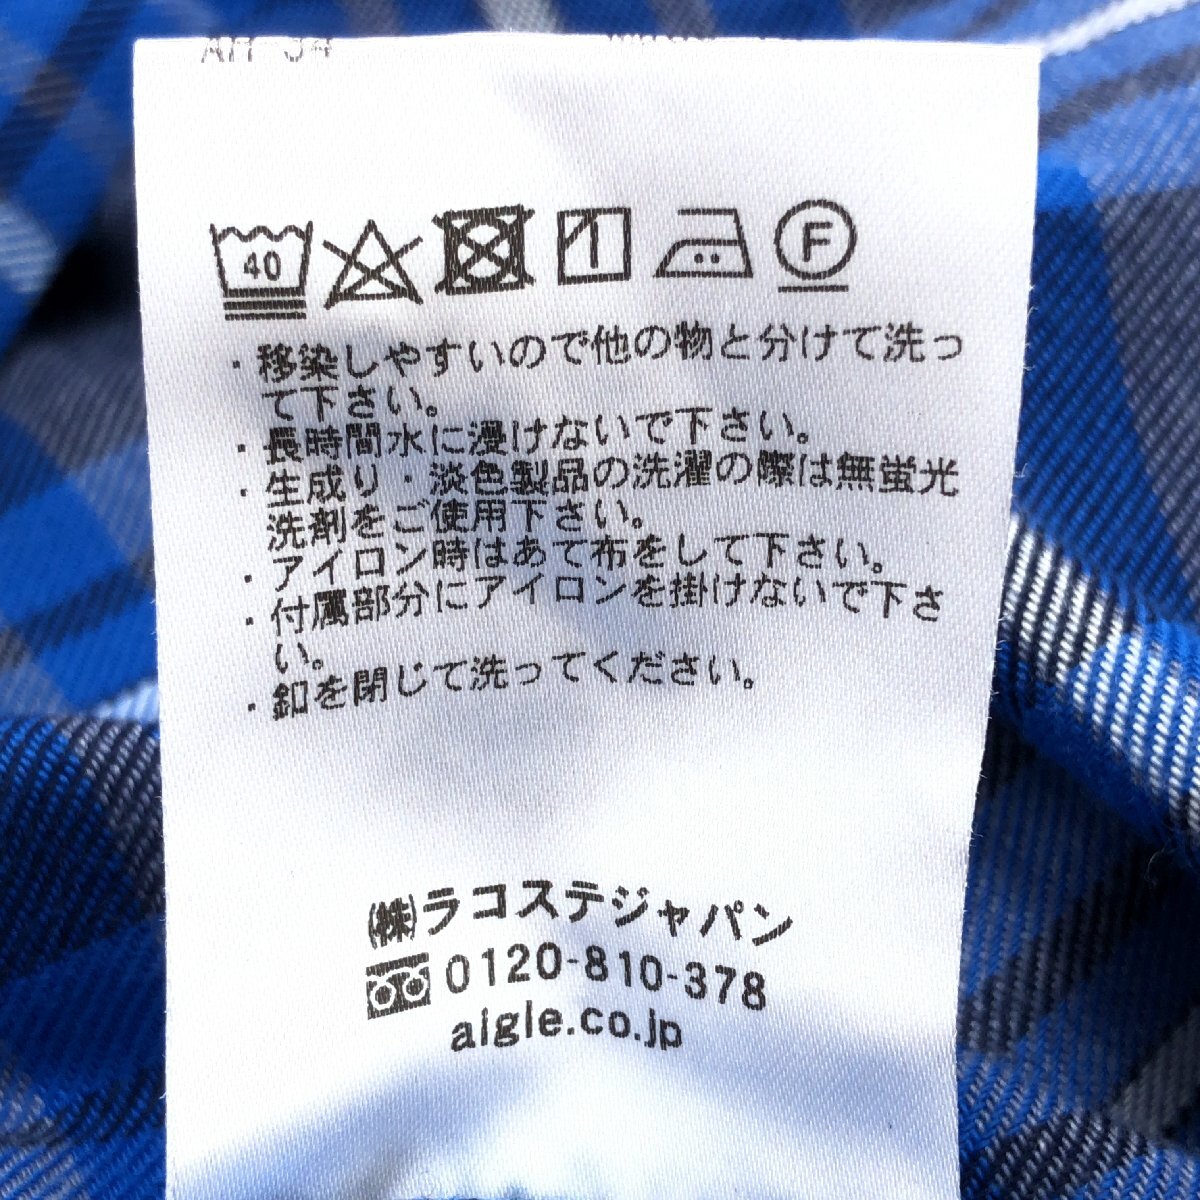 40
F
・移染しやすいので他の物と分けて洗っ
て下さい。
・長時間水に浸けないで下さい。
・生成り・淡色製品の洗濯の際は無蛍光
洗剤をご使用下さい。
・アイロン時はあて布をして下さい。
・付属部分にアイロンを掛けないで下さ
い。
・釦を閉じて洗ってください。
(株)ラコステジャパン
0120-810-378
aigle.co.jp